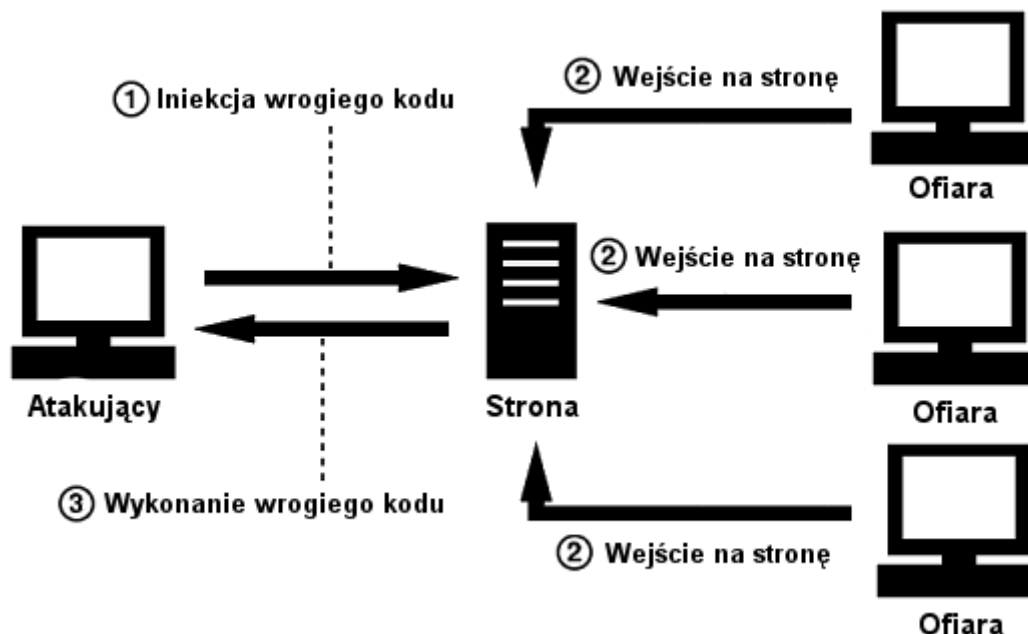 ② Wejście na stronę
① Iniekcja wrogiego kodu
Ofiara
② Wejście na stronę
Atakujący
Strona
Ofiara
③ Wykonanie wrogiego kodu
② Wejście na stronę
Ofiara